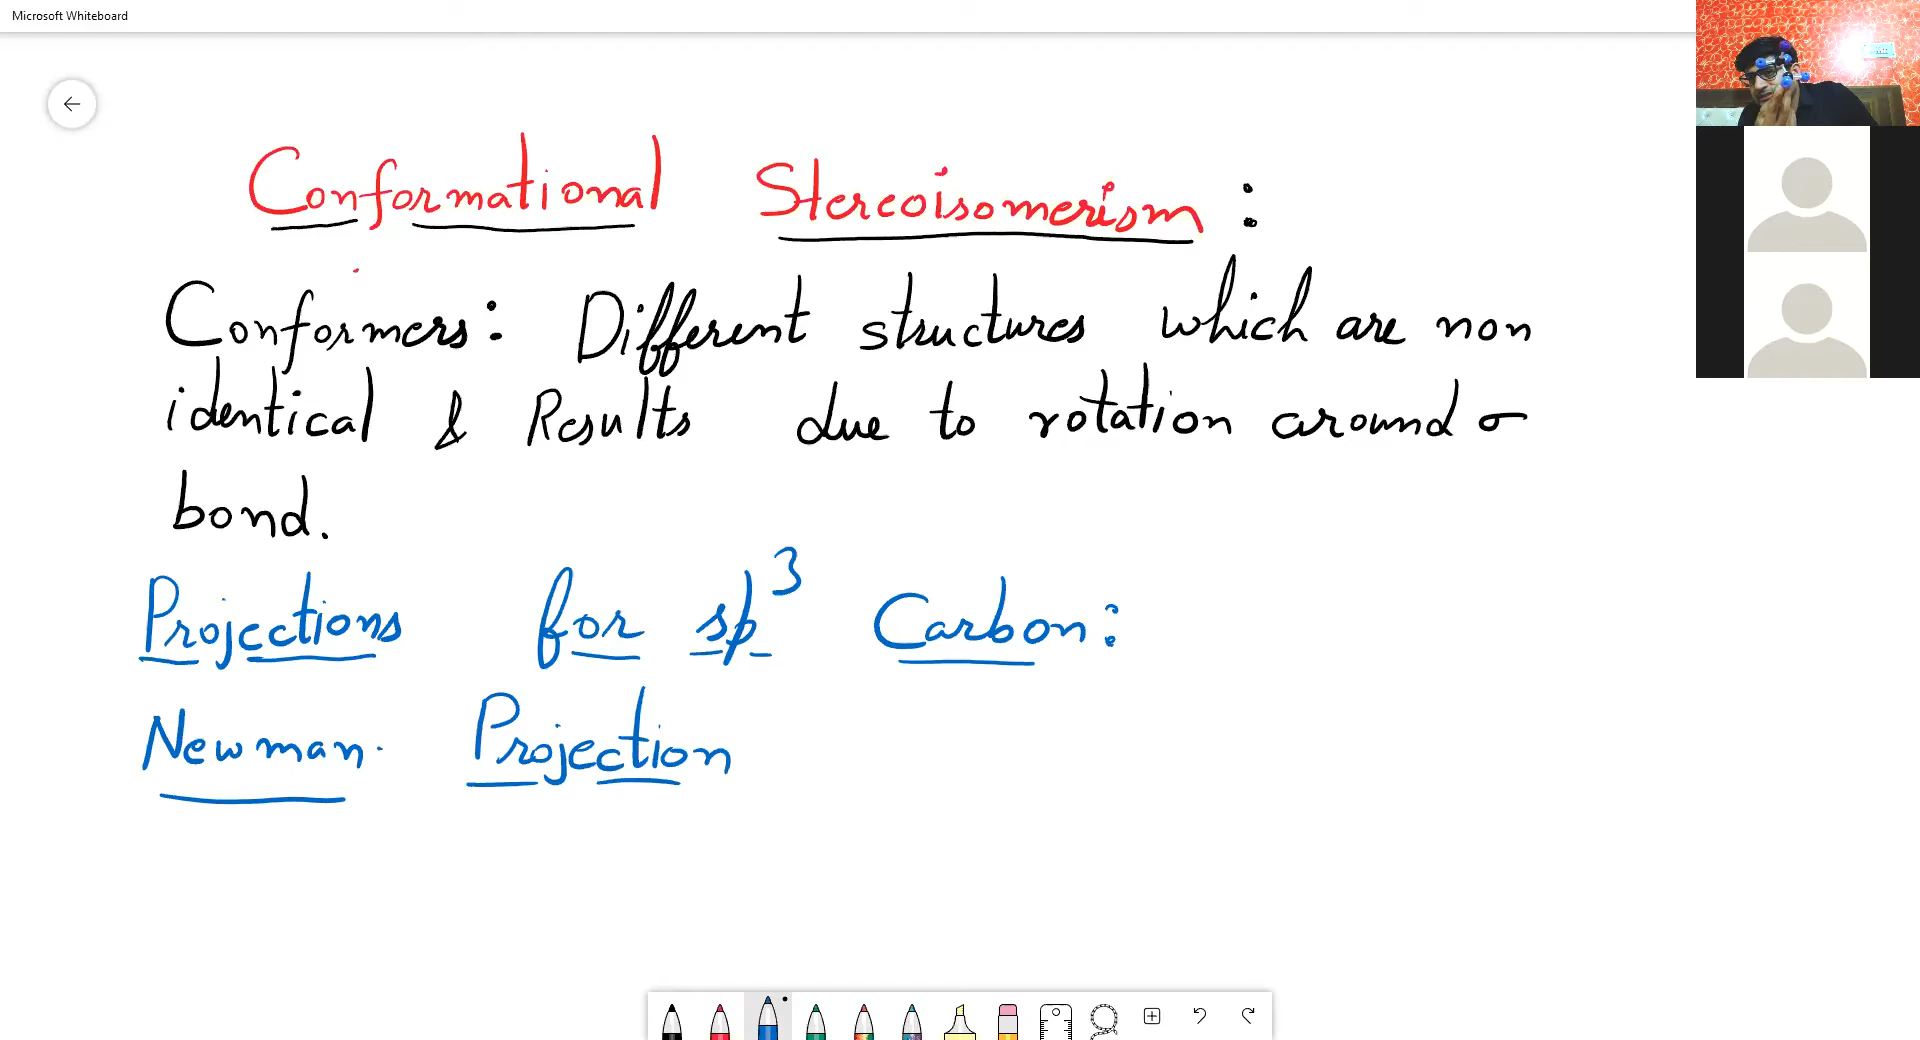 Microsoft Whiteboard
Conformational Stereoisomerism :
Conformers: Different structures which are non
identical & Results due to rotation around σ
bond.
Projections for sp³ Carbon:
Newman. Projection